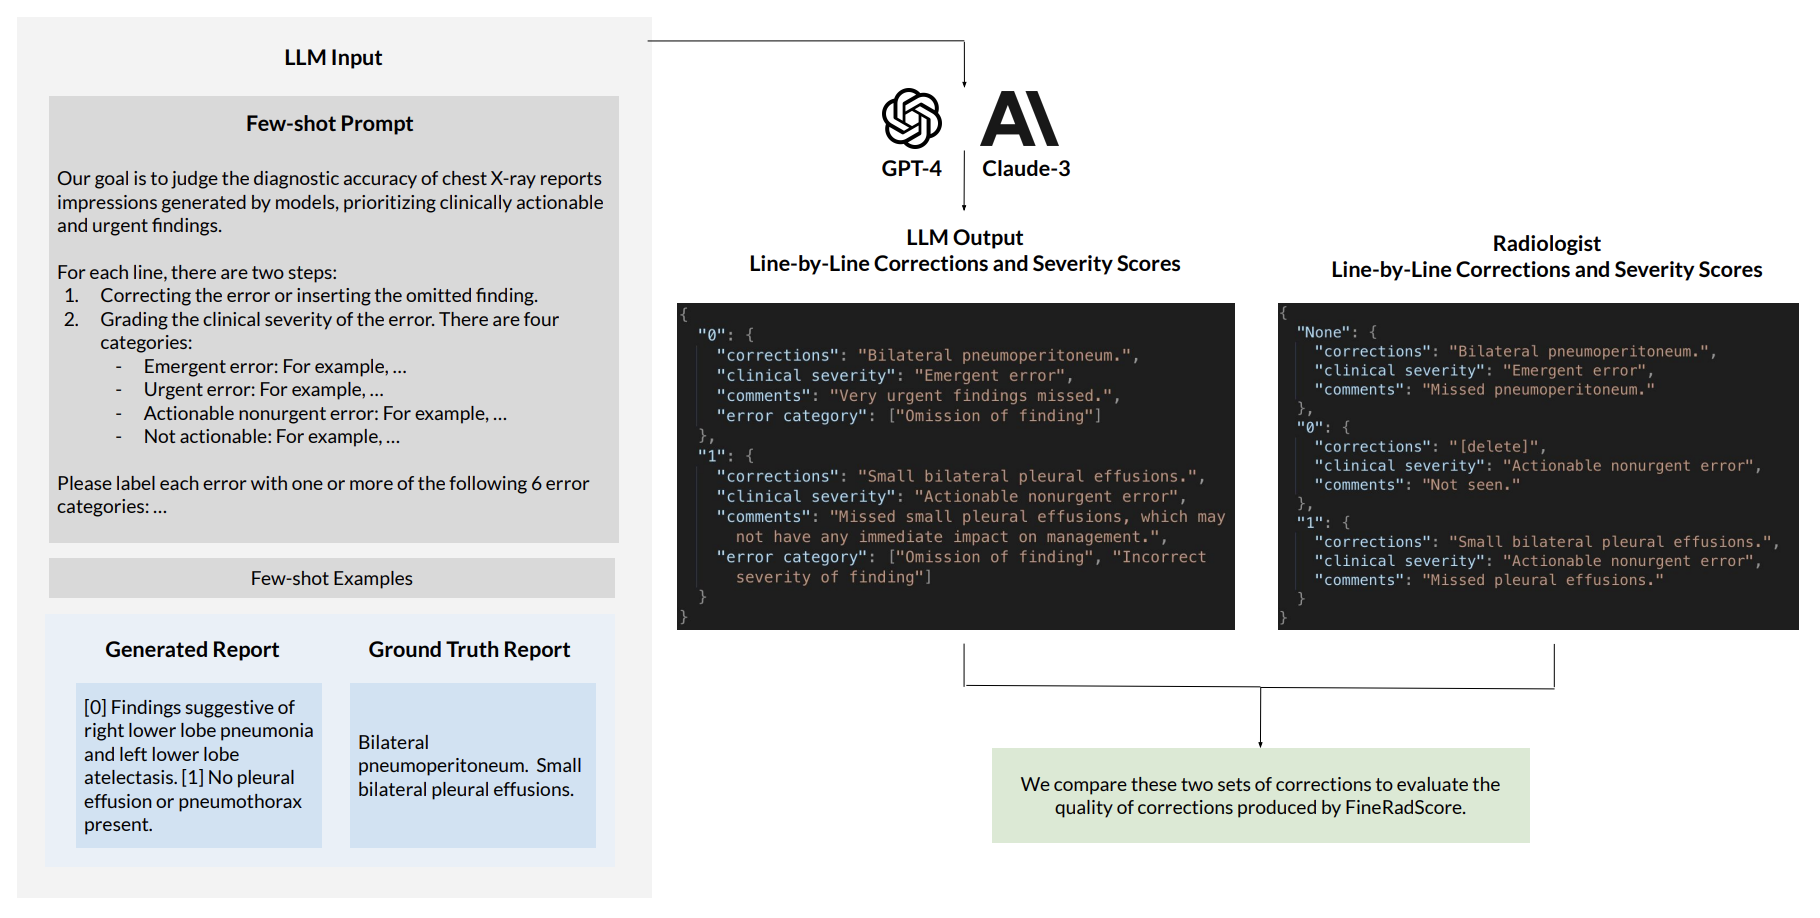 LLM Input
Few-shot Prompt
Our goal is to judge the diagnostic accuracy of chest X-ray reports
impressions generated by models, prioritizing clinically actionable
and urgent findings.
For each line, there are two steps:
1. Correcting the error or inserting the omitted finding.
2. Grading the clinical severity of the error. There are four
categories:
- Emergent error: For example, ...
- Urgent error: For example, ...
- Actionable nonurgent error: For example, ...
- Not actionable: For example, ...
Please label each error with one or more of the following 6 error
categories: ...
Few-shot Examples
Generated Report
[0] Findings suggestive of
right lower lobe pneumonia
and left lower lobe
atelectasis. [1] No pleural
effusion or pneumothorax
present.
Ground Truth Report
Bilateral
pneumoperitoneum. Small
bilateral pleural effusions.
GPT-4
Claude-3
LLM Output
Line-by-Line Corrections and Severity Scores
{
"0": {
"corrections": "Bilateral pneumoperitoneum.",
"clinical severity": "Emergent error",
"comments": "Very urgent findings missed.",
"error category": ["Omission of finding"]
},
"1": {
"corrections": "Small bilateral pleural effusions.",
"clinical severity": "Actionable nonurgent error",
"comments": "Missed small pleural effusions, which may
not have any immediate impact on management.",
"error category": ["Omission of finding", "Incorrect
severity of finding"]
}
}
Radiologist
Line-by-Line Corrections and Severity Scores
{
"None": {
"corrections": "Bilateral pneumoperitoneum.",
"clinical severity": "Emergent error",
"comments": "Missed pneumoperitoneum."
},
"0": {
"corrections": "[delete]",
"clinical severity": "Actionable nonurgent error",
"comments": "Not seen."
},
"1": {
"corrections": "Small bilateral pleural effusions.",
"clinical severity": "Actionable nonurgent error",
"comments": "Missed pleural effusions."
}
}
We compare these two sets of corrections to evaluate the
quality of corrections produced by FineRadScore.